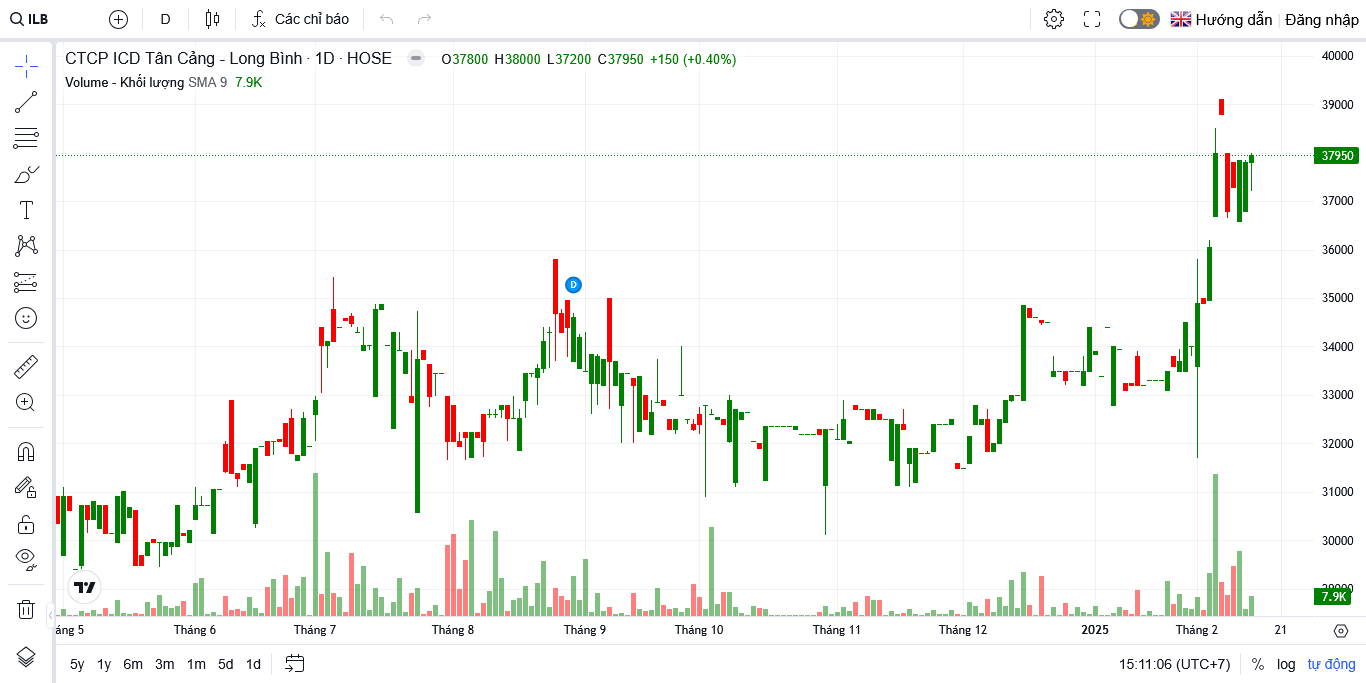 ILB D Các chỉ báo Hướng dẫn Đăng nhập
CTCP ICD Tân Cảng - Long Bình · 1D · HOSE O37800 H38000 L37200 C37950 +150 (+0.40%)
Volume - Khối lượng SMA 9 7.9K
D
40000
39000
37950
37000
36000
35000
34000
33000
32000
31000
30000
7.9K
áng 5 Tháng 6 Tháng 7 Tháng 8 Tháng 9 Tháng 10 Tháng 11 Tháng 12 2025 Tháng 2 21
5y 1y 6m 3m 1m 5d 1d 15:11:06 (UTC+7) % log tự động